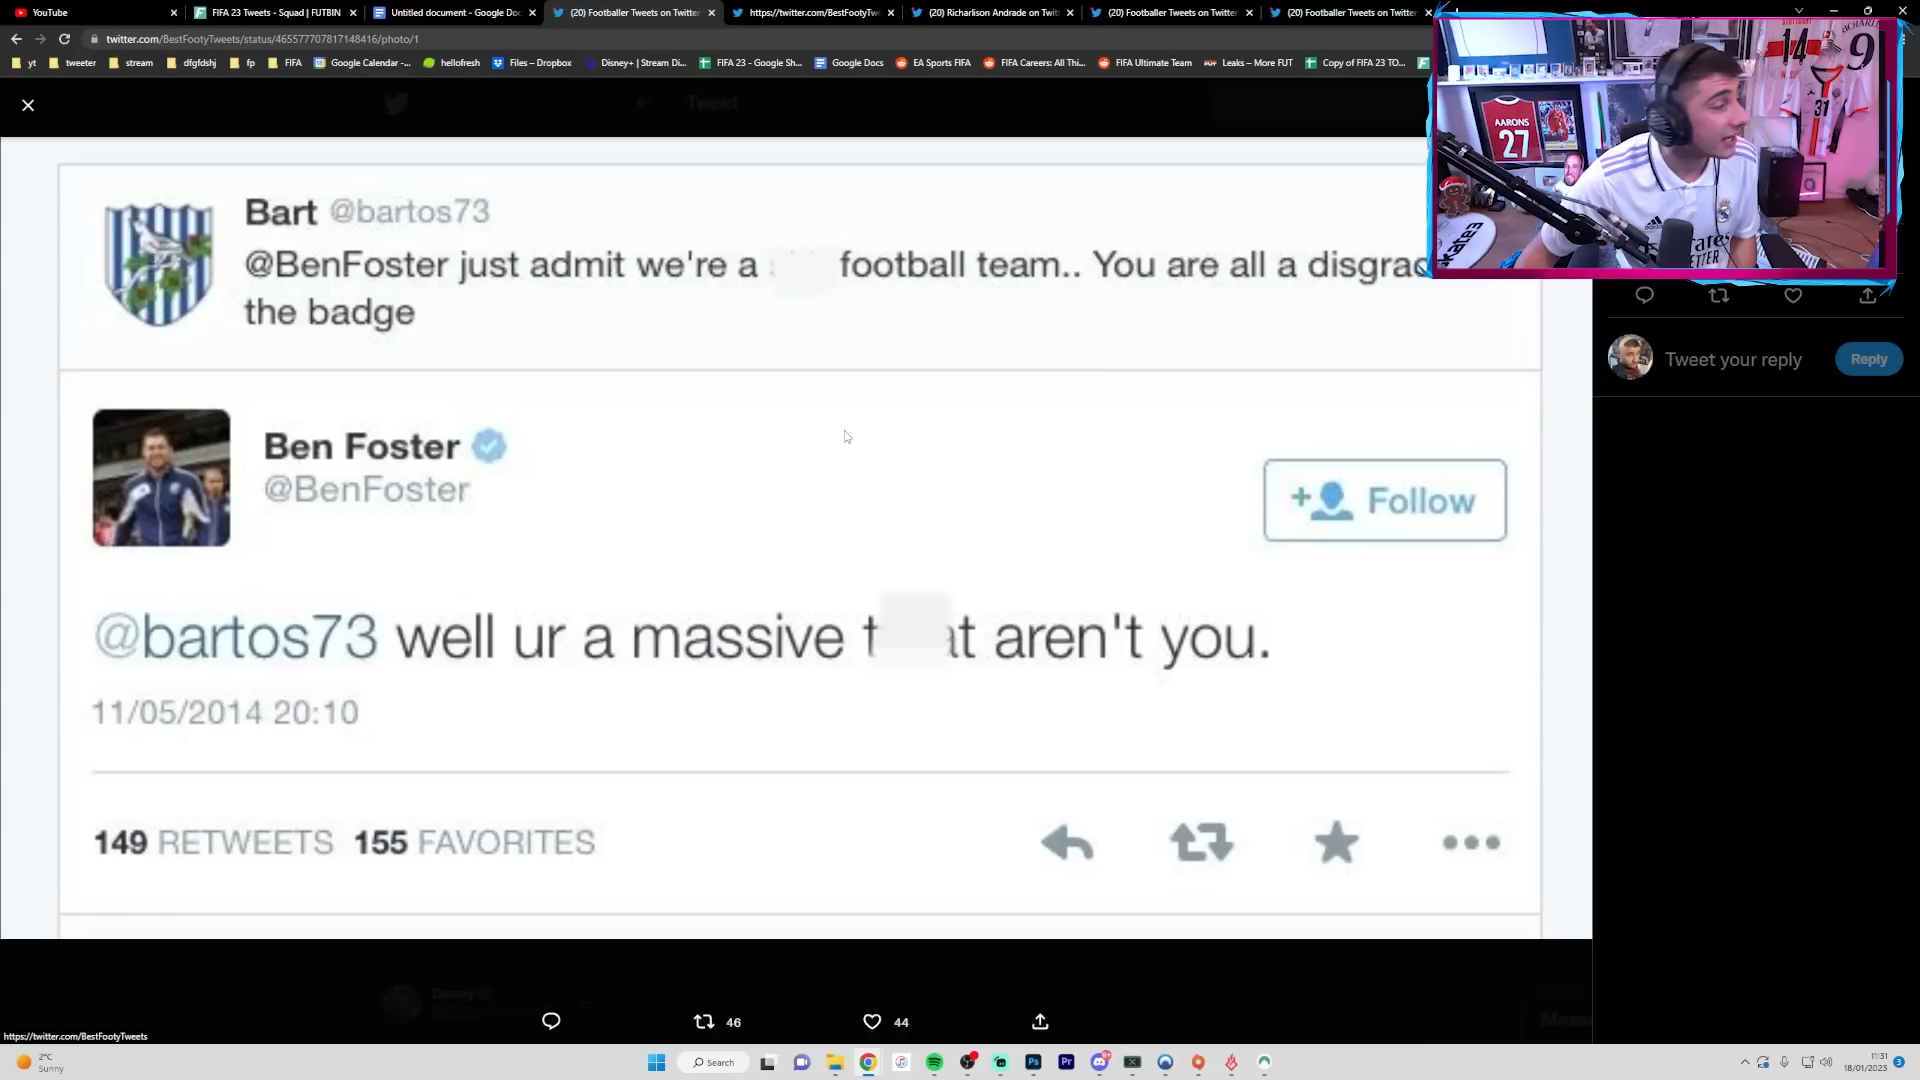 YouTube
FIFA 23 Tweets - Squad | FUTBIN
Untitled document - Google Doc
(20) Footballer Tweets on Twitter
https://twitter.com/BestFootyTw
(20) Richarlison Andrade on Twit
(20) Footballer Tweets on Twitter
(20) Footballer Tweets on Twitter
twitter.com/BestFootyTweets/status/465577707817148416/photo/1
yt tweeter stream dfgfdshj fp FIFA Google Calendar -... hellofresh Files – Dropbox Disney+ | Stream Di... FIFA 23 - Google Sh... Google Docs EA Sports FIFA FIFA Careers: All Thi... FIFA Ultimate Team Leaks – More FUT Copy of FIFA 23 TO...
Tweet
Bart @bartos73
@BenFoster just admit we're a football team.. You are all a disgrac
the badge
Ben Foster
@BenFoster
Follow
@bartos73 well ur a massive t at aren't you.
11/05/2014 20:10
149 RETWEETS 155 FAVORITES
AARONS
27
14
9
31
Tweet your reply
Reply
Danny
46
44
https://twitter.com/BestFootyTweets
2°C
Sunny
Search
11:31
18/01/2023
3